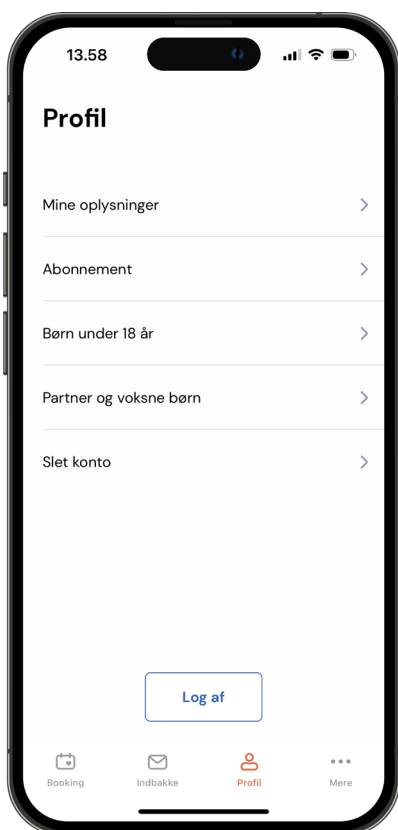 13.58
Profil
Mine oplysninger
Abonnement
Børn under 18 år
Partner og voksne børn
Slet konto
Log af
Booking
Indbakke
Profil
Mere